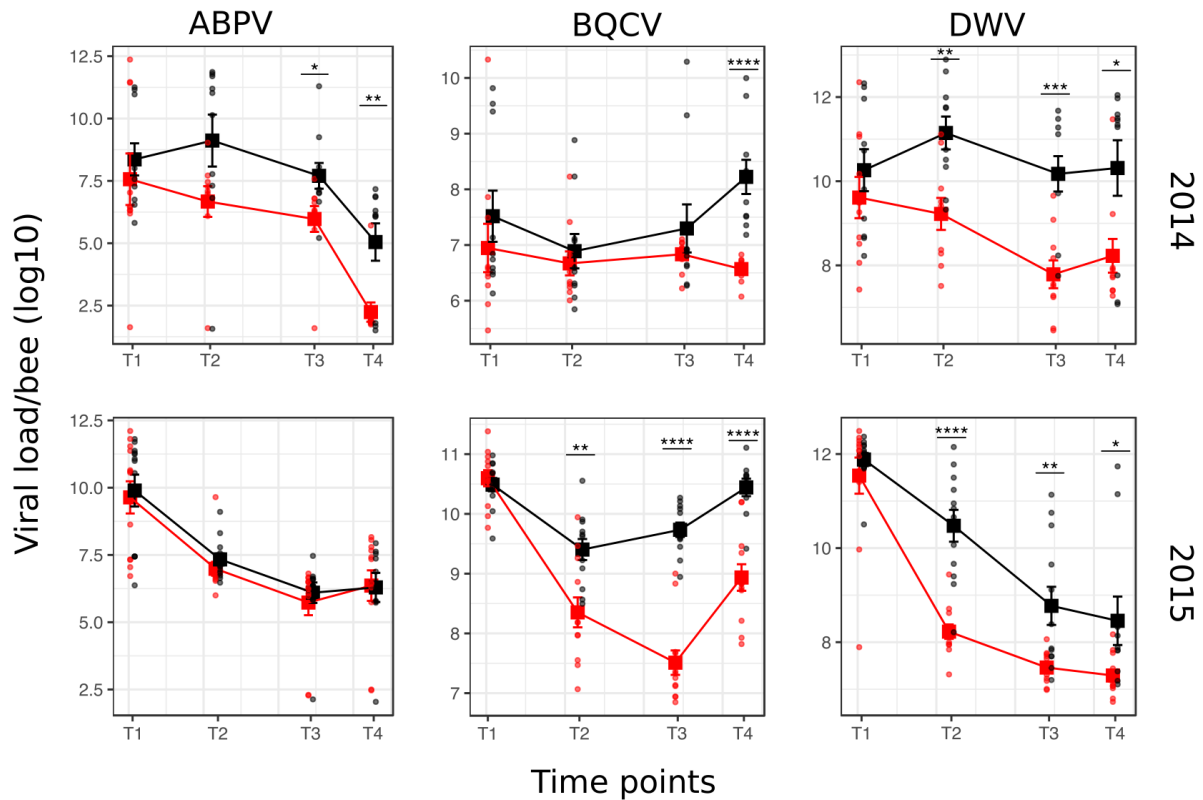 ABPV BQCV DWV
12.5
10.0
7.5
5.0
2.5
* **
T1 T2 T3 T4
10
9
8
7
6
****
T1 T2 T3 T4
12
10
8
** *** *
T1 T2 T3 T4
2014
12.5
10.0
7.5
5.0
2.5
T1 T2 T3 T4
11
10
9
8
7
** **** ****
T1 T2 T3 T4
12
10
8
**** ** *
T1 T2 T3 T4
2015
Viral load/bee (log10)
Time points